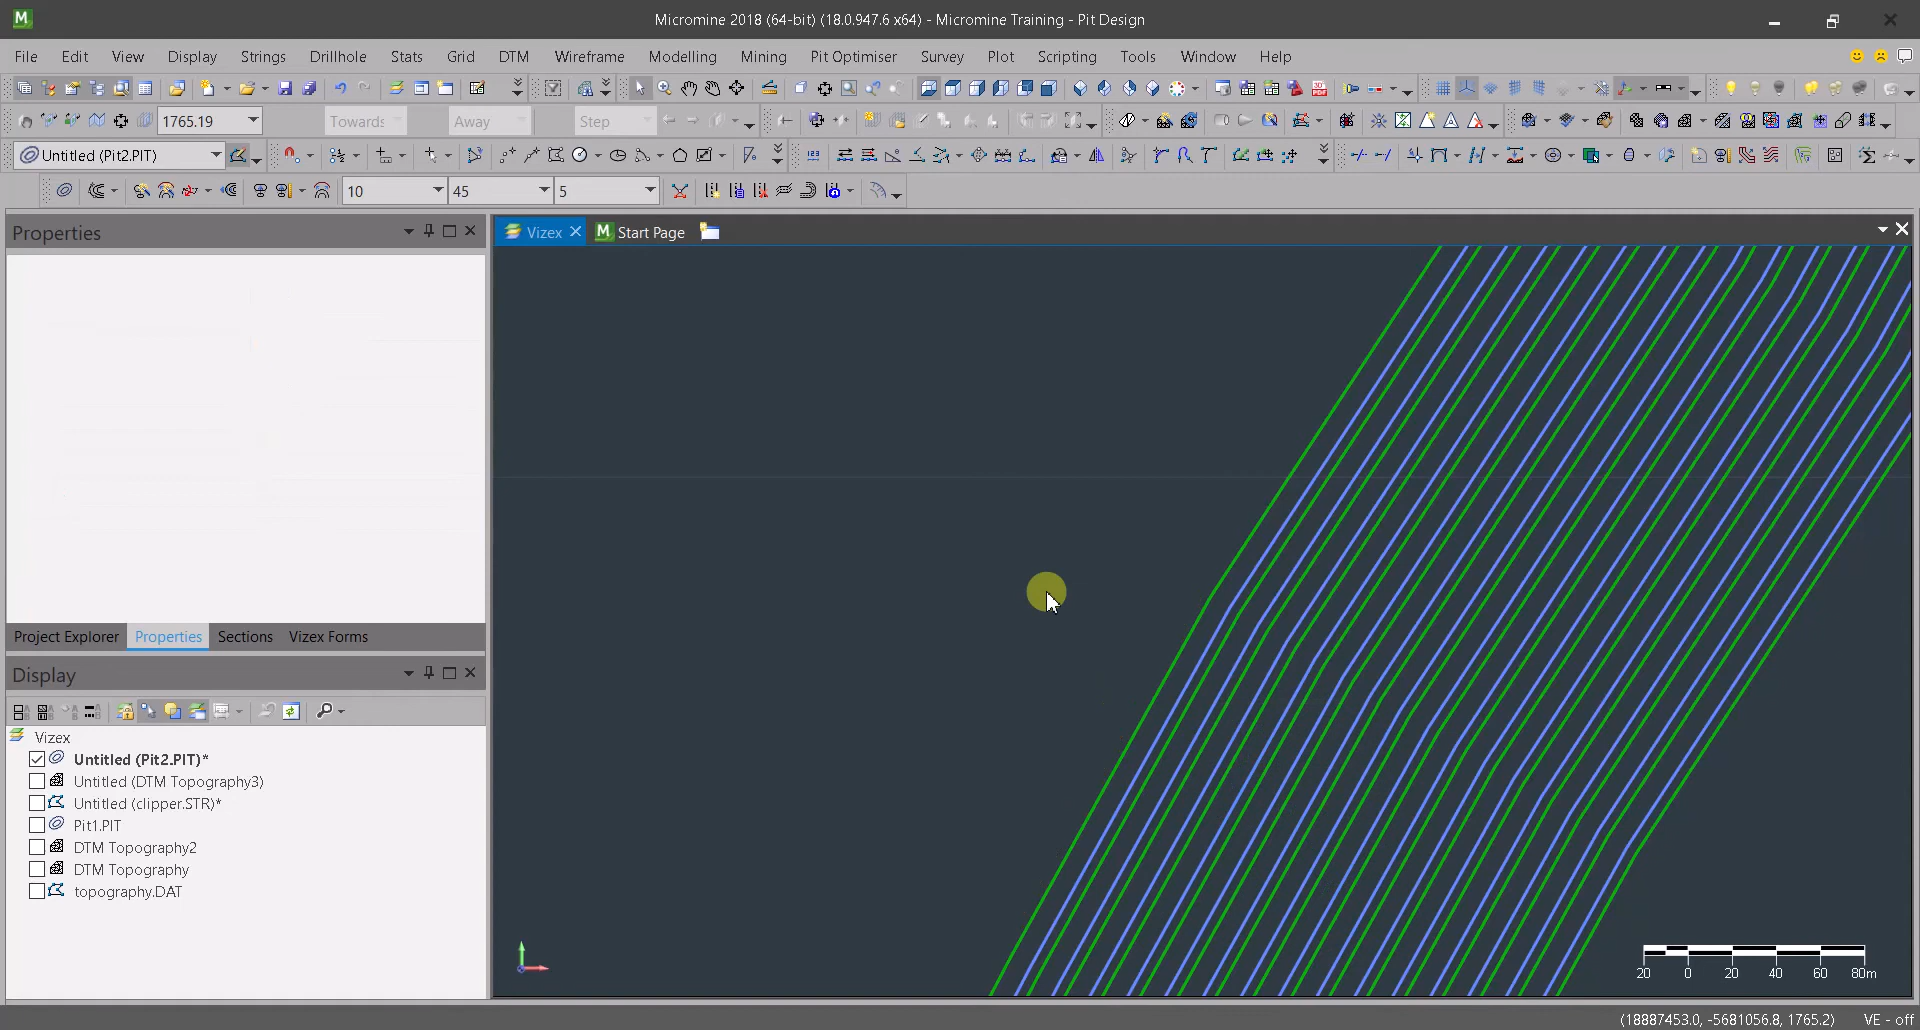 M Micromine 2018 (64-bit) (18.0.947.6 x64) - Micromine Training - Pit Design
File Edit View Display Strings Drillhole Stats Grid DTM Wireframe Modelling Mining Pit Optimiser Survey Plot Scripting Tools Window Help
1765.19 Towards Away Step
Untitled (Pit2.PIT)
10 45 5
Properties
Vizex M Start Page
Project Explorer Properties Sections Vizex Forms
Display
Vizex
Untitled (Pit2.PIT)*
Untitled (DTM Topography3)
Untitled (clipper.STR)*
Pit1.PIT
DTM Topography2
DTM Topography
topography.DAT
20 0 20 40 60 80m
(18887453.0, -5681056.8, 1765.2) VE - off